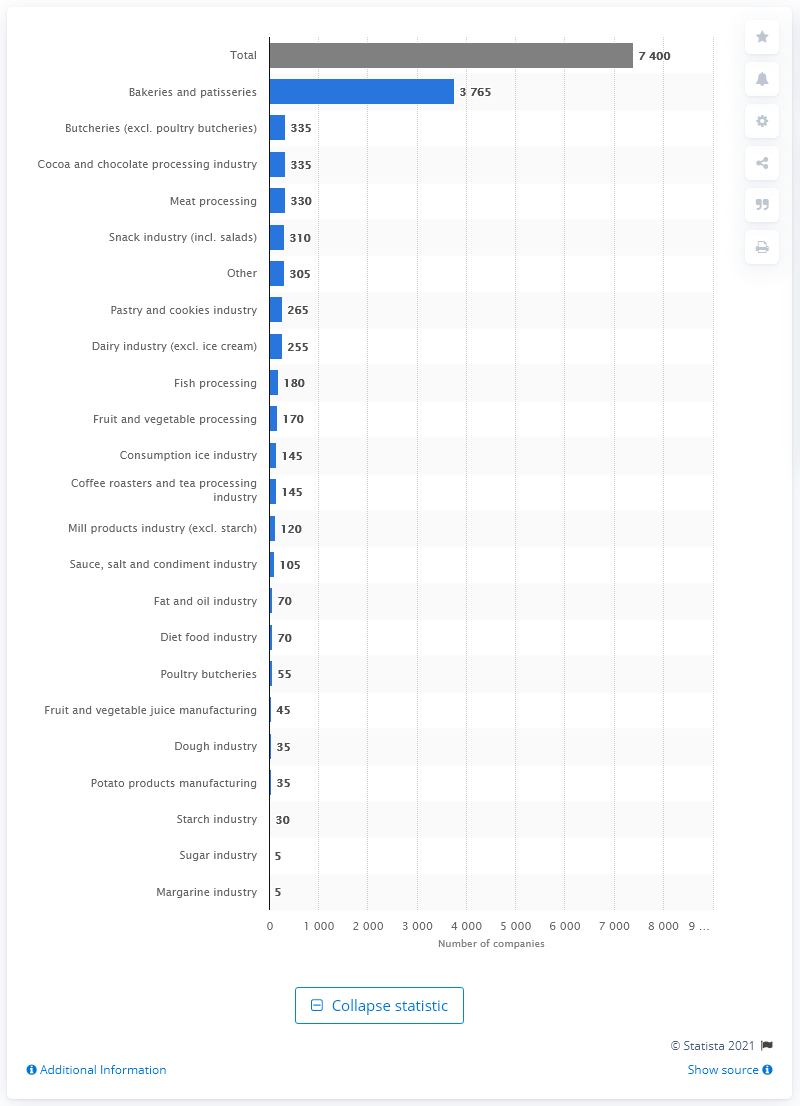 Total 7 400
Bakeries and patisseries 3 765
Butcheries (excl. poultry butcheries) 335
Cocoa and chocolate processing industry 335
Meat processing 330
Snack industry (incl. salads) 310
Other 305
Pastry and cookies industry 265
Dairy industry (excl. ice cream) 255
Fish processing 180
Fruit and vegetable processing 170
Consumption ice industry 145
Coffee roasters and tea processing
industry 145
Mill products industry (excl. starch) 120
Sauce, salt and condiment industry 105
Fat and oil industry 70
Diet food industry 70
Poultry butcheries 55
Fruit and vegetable juice manufacturing 45
Dough industry 35
Potato products manufacturing 35
Starch industry 30
Sugar industry 5
Margarine industry 5
0 1 000 2 000 3 000 4 000 5 000 6 000 7 000 8 000 9 ...
Number of companies
Collapse statistic
© Statista 2021
Additional Information Show source